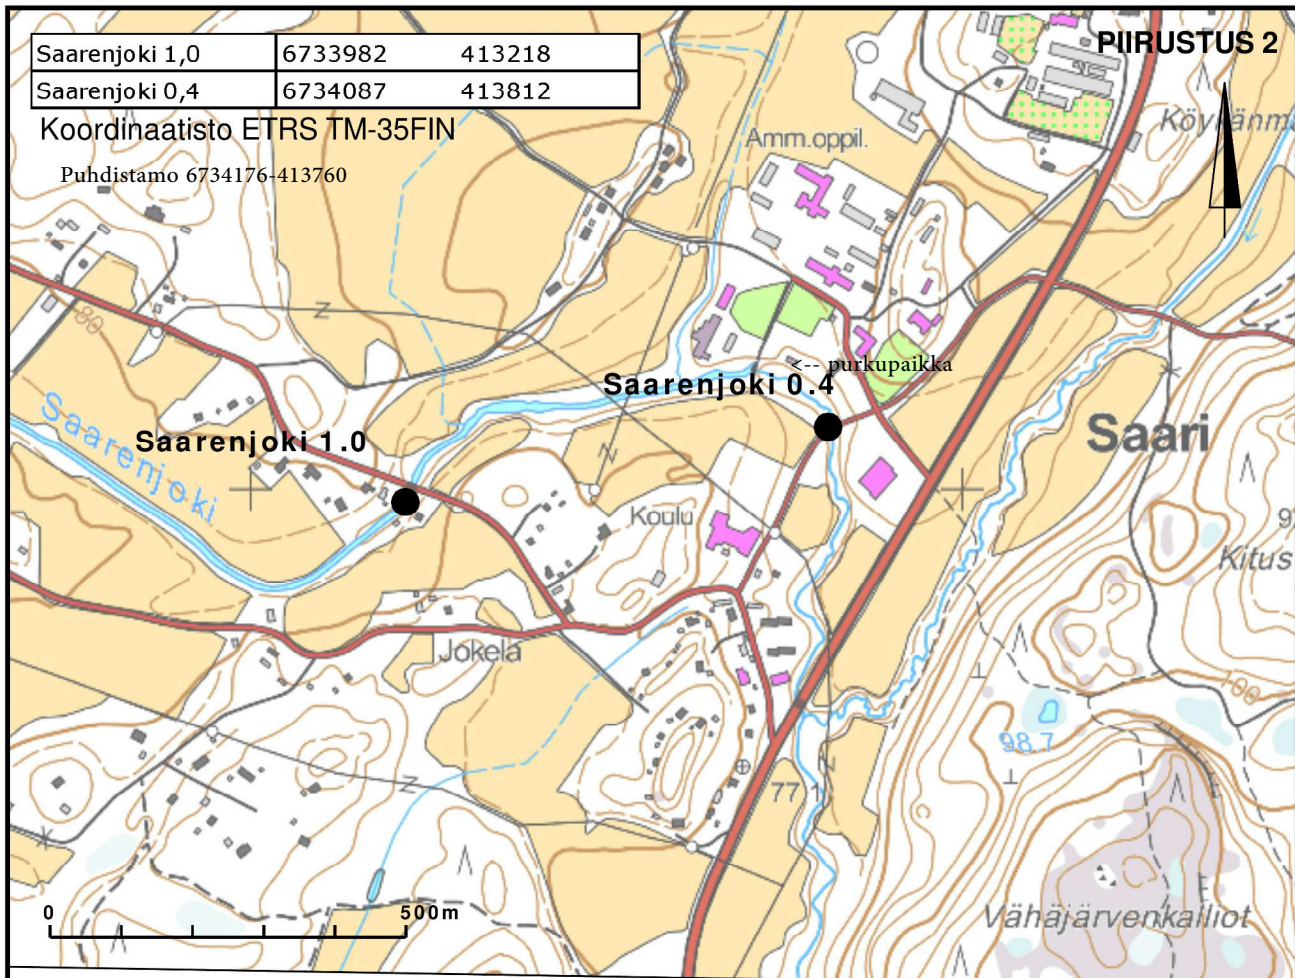 PIIRUSTUS 2
Saarenjoki 1,0 6733982 413218
Saarenjoki 0,4 6734087 413812
Koordinaatisto ETRS TM-35FIN
Puhdistamo 6734176-413760
Amm.oppil.
80
Z
<-- purkupaikka
Saarenjoki 0.4
Saarenjoki 1.0
Saarenjoki
Saari
N
Koulu
Kitus
Jokela
100
98.7
N
Z
77.1
0 500m
Vähäjärvenkalliot